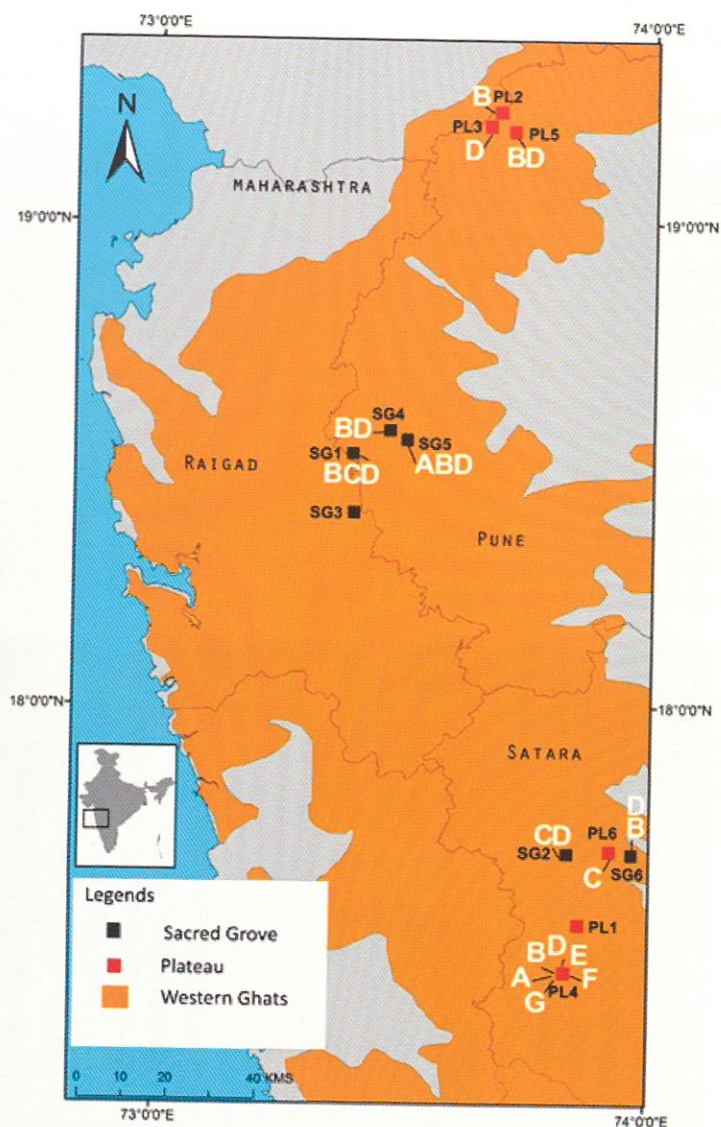 73°0'0"E
74°0'0"E
N
B PL2
PL3
PL5
D
BD
MAHARASHTRA
19°0'0"N
19°0'0"N
SG4
BD
SG5
SG1
ABD
RAIGAD
BCD
SG3
PUNE
18°0'0"N
18°0'0"N
SATARA
D
B
CD
PL6
SG2
C
SG6
PL1
B
D
E
A
F
PL4
G
Legends
Sacred Grove
Plateau
Western Ghats
0 10 20 40 KMS
73°0'0"E
74°0'0"E